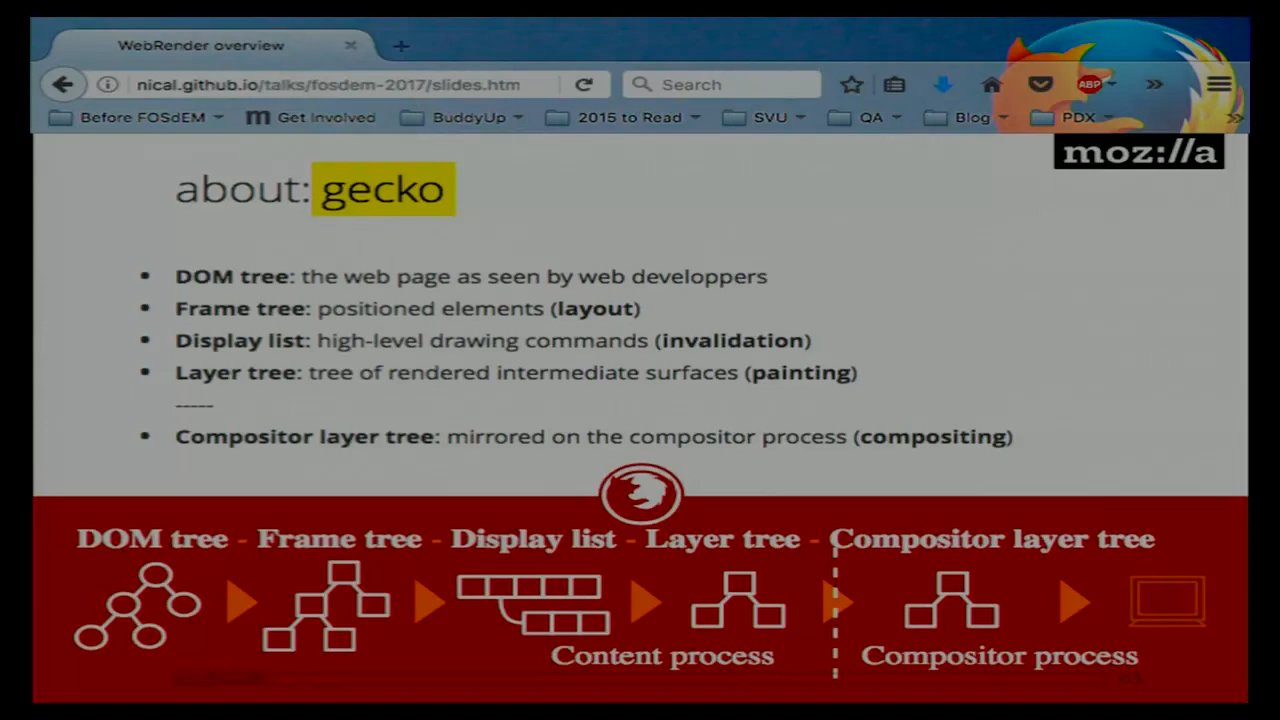 WebRender overview
nical.github.io/talks/fosdem-2017/slides.htm
Search
ABP
Before FOSdEM
m Get Involved
BuddyUp
2015 to Read
SVU
QA
Blog
PDX
moz://a
about: gecko
• DOM tree: the web page as seen by web developpers
• Frame tree: positioned elements (layout)
• Display list: high-level drawing commands (invalidation)
• Layer tree: tree of rendered intermediate surfaces (painting)
-----
• Compositor layer tree: mirrored on the compositor process (compositing)
DOM tree - Frame tree - Display list - Layer tree - Compositor layer tree
Content process
Compositor process